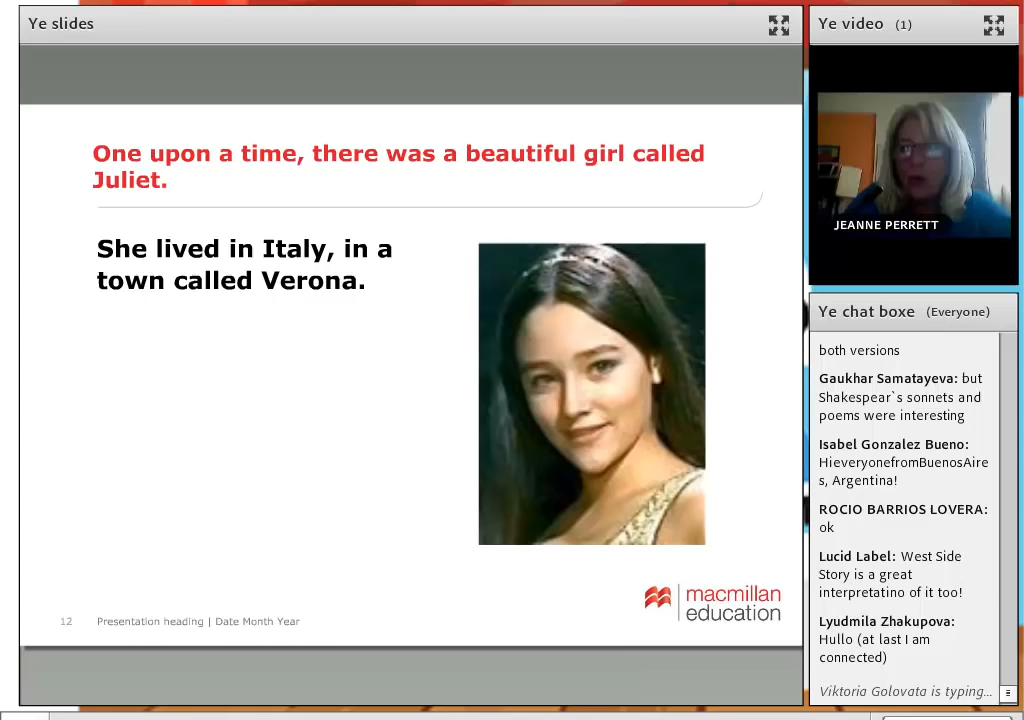 Ye slides
One upon a time, there was a beautiful girl called
Juliet.
She lived in Italy, in a
town called Verona.
macmillan
education
12 Presentation heading | Date Month Year
Ye video (1)
JEANNE PERRETT
Ye chat boxe (Everyone)
both versions
Gaukhar Samatayeva: but
Shakespear`s sonnets and
poems were interesting
Isabel Gonzalez Bueno:
HieveryonefromBuenosAire
s, Argentina!
ROCIO BARRIOS LOVERA:
ok
Lucid Label: West Side
Story is a great
interpretatino of it too!
Lyudmila Zhakupova:
Hullo (at last I am
connected)
Viktoria Golovata is typing...